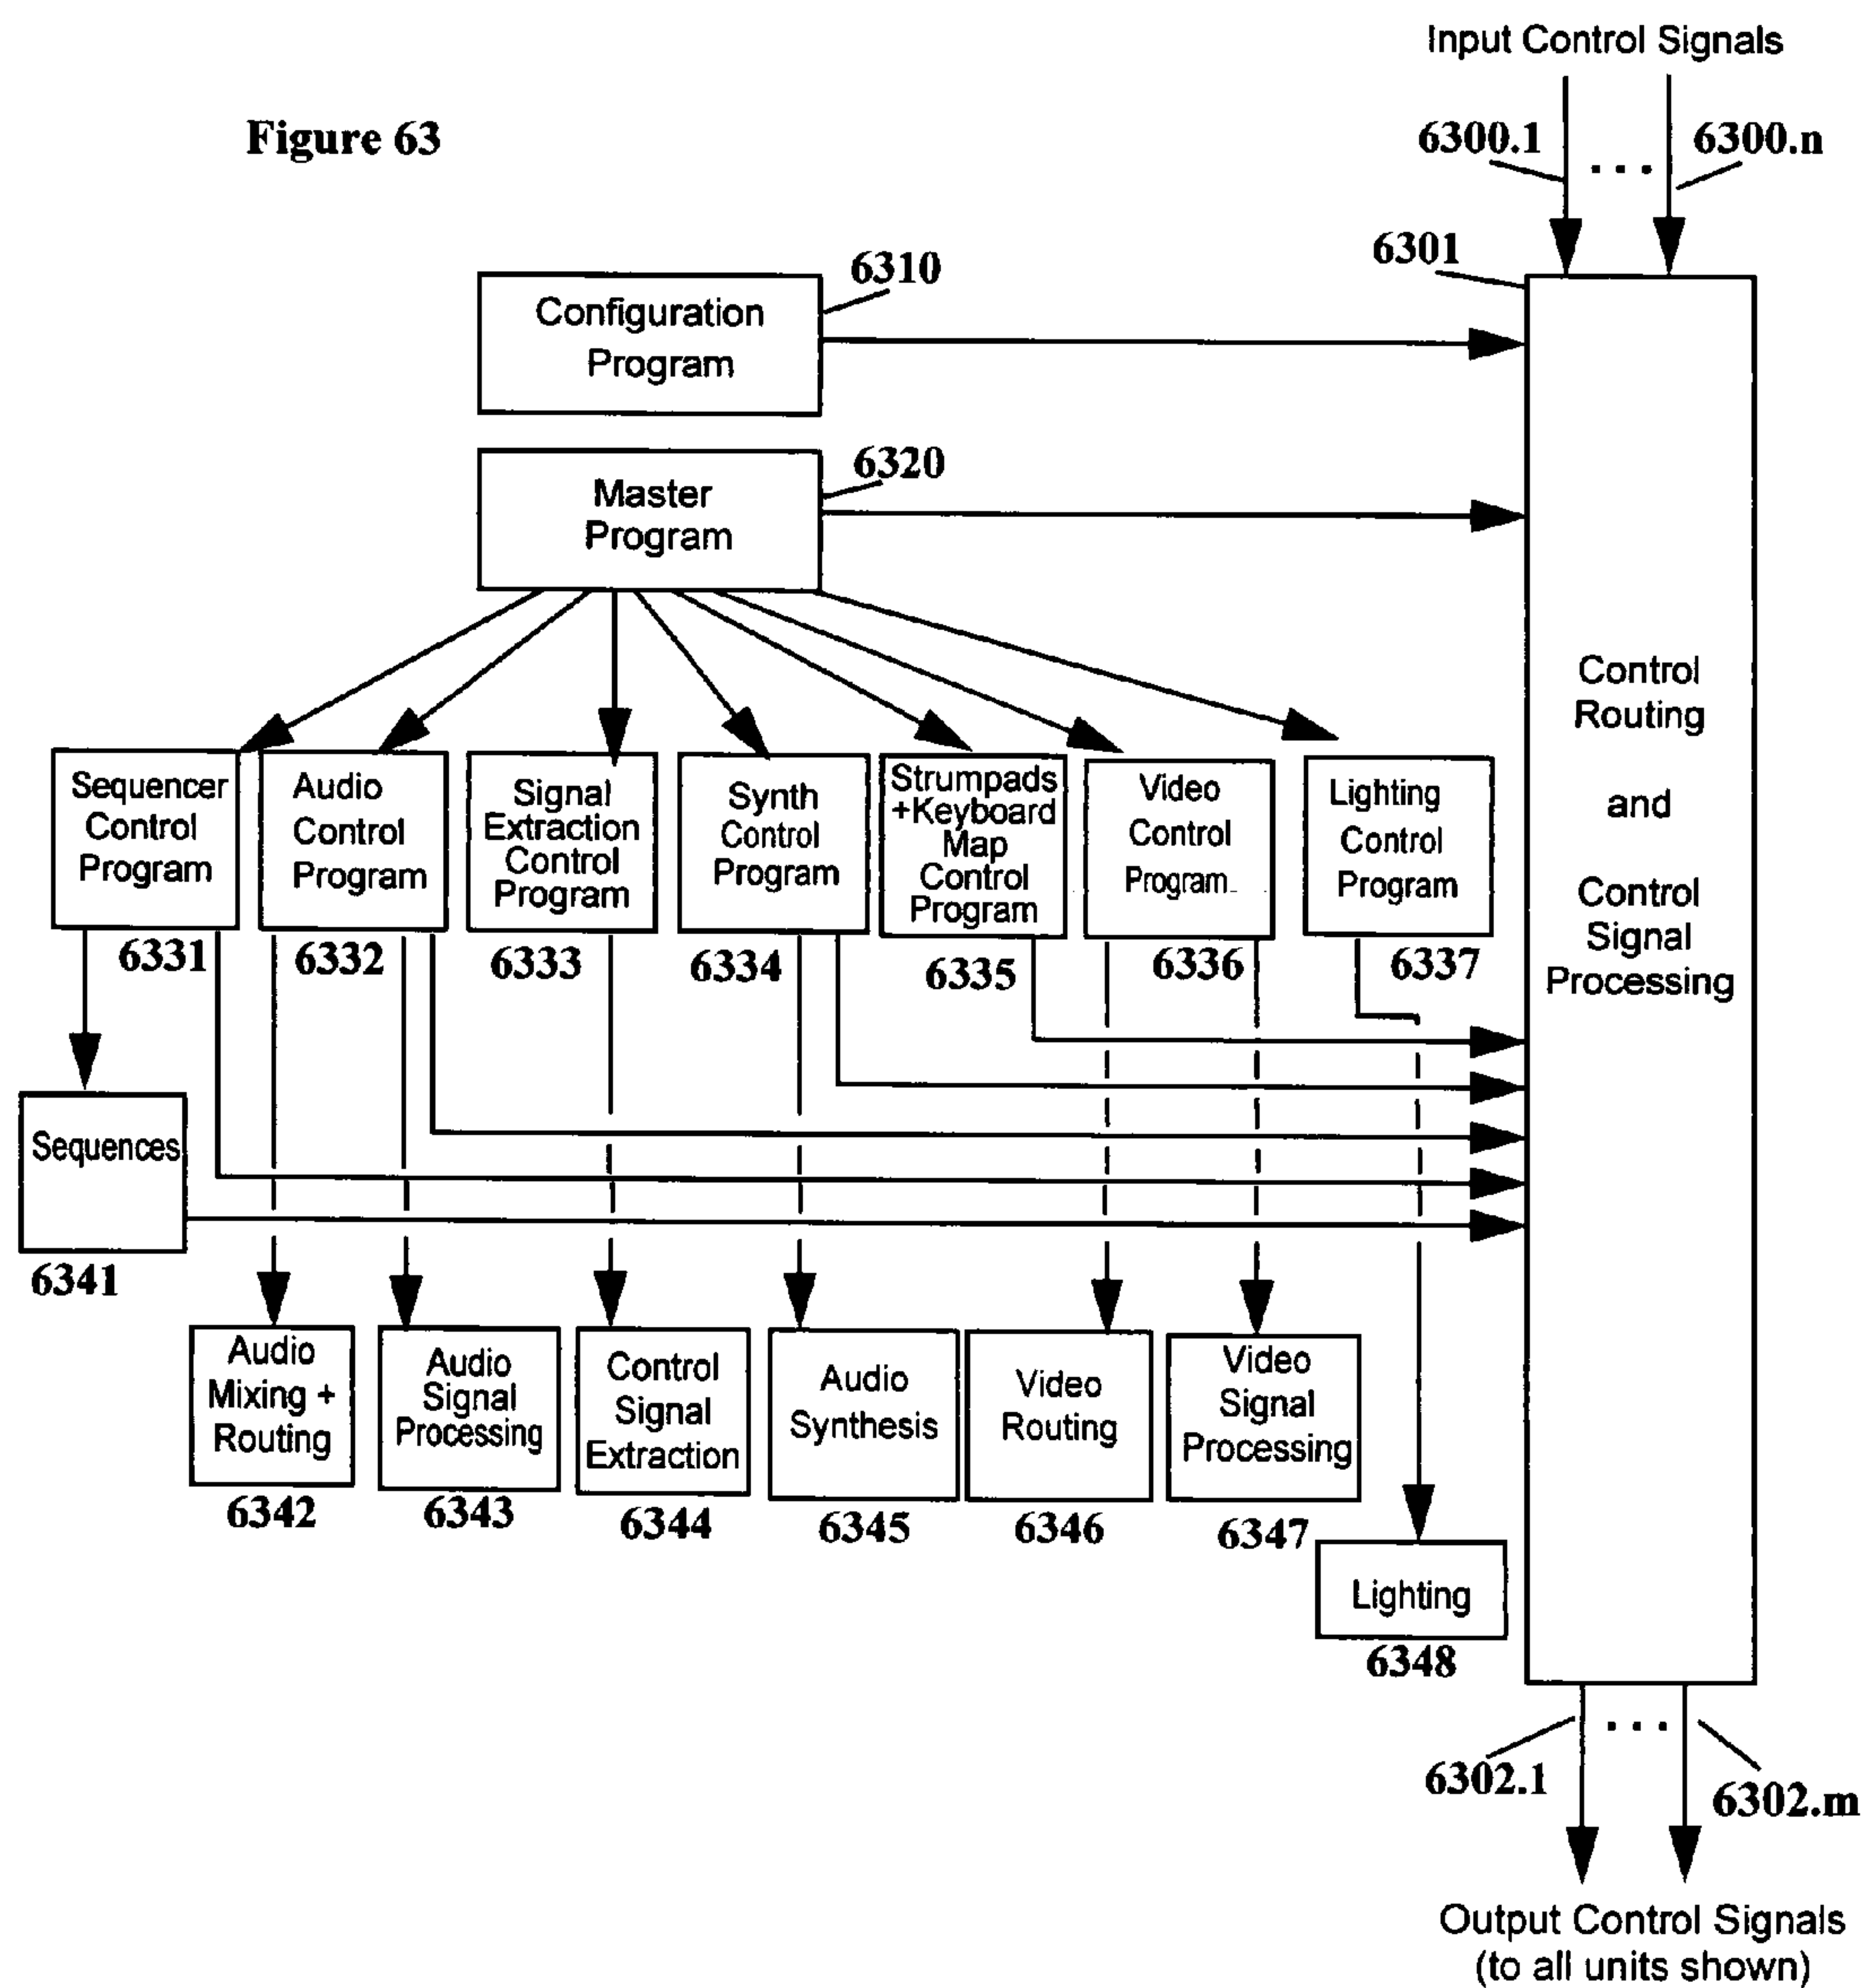 Input Control Signals
Figure 63
6300.1
...
6300.n
6301
6310
Configuration
Program
6320
Master
Program
Control
Routing
and
Control
Signal
Processing
Sequencer
Control
Program
6331
Audio
Control
Program
6332
Signal
Extraction
Control
Program
6333
Synth
Control
Program
6334
Strumpads
+Keyboard
Map
Control
Program
6335
Video
Control
Program
6336
Lighting
Control
Program
6337
Sequences
6341
Audio
Mixing +
Routing
6342
Audio
Signal
Processing
6343
Control
Signal
Extraction
6344
Audio
Synthesis
6345
Video
Routing
6346
Video
Signal
Processing
6347
Lighting
6348
6302.1
...
6302.m
Output Control Signals
(to all units shown)